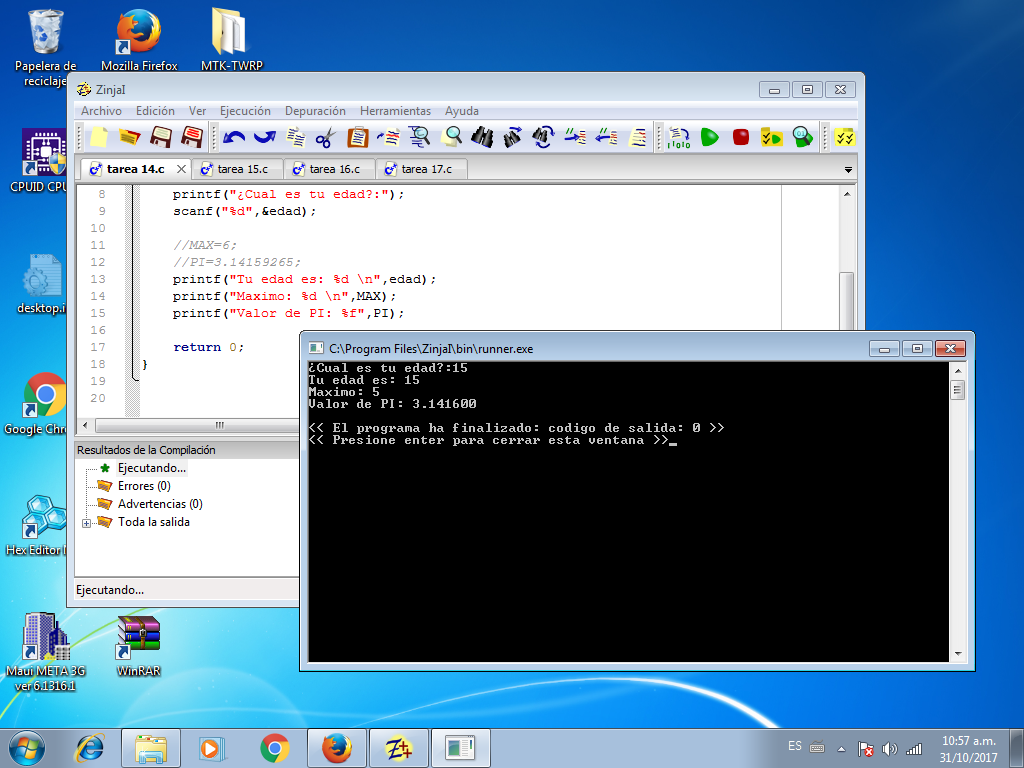 Papelera de
reciclaje
Mozilla Firefox
MTK-TWRP
ZinjaI
Archivo Edición Ver Ejecución Depuración Herramientas Ayuda
CPUID CPU
tarea 14.c tarea 15.c tarea 16.c tarea 17.c
8 printf("¿Cual es tu edad?:");
9 scanf("%d",&edad);
10
11 //MAX=6;
12 //PI=3.14159265;
13 printf("Tu edad es: %d \n",edad);
14 printf("Maximo: %d \n",MAX);
15 printf("Valor de PI: %f",PI);
16
17 return 0;
18 }
19
20
desktop.i
Google Chro
Hex Editor
Maui META 3G
ver 6.1316.1
WinRAR
Resultados de la Compilación
Ejecutando...
Errores (0)
Advertencias (0)
Toda la salida
Ejecutando...
C:\Program Files\ZinjaI\bin\runner.exe
¿Cual es tu edad?:15
Tu edad es: 15
Maximo: 5
Valor de PI: 3.141600
<< El programa ha finalizado: codigo de salida: 0 >>
<< Presione enter para cerrar esta ventana >>_
ES
10:57 a.m.
31/10/2017